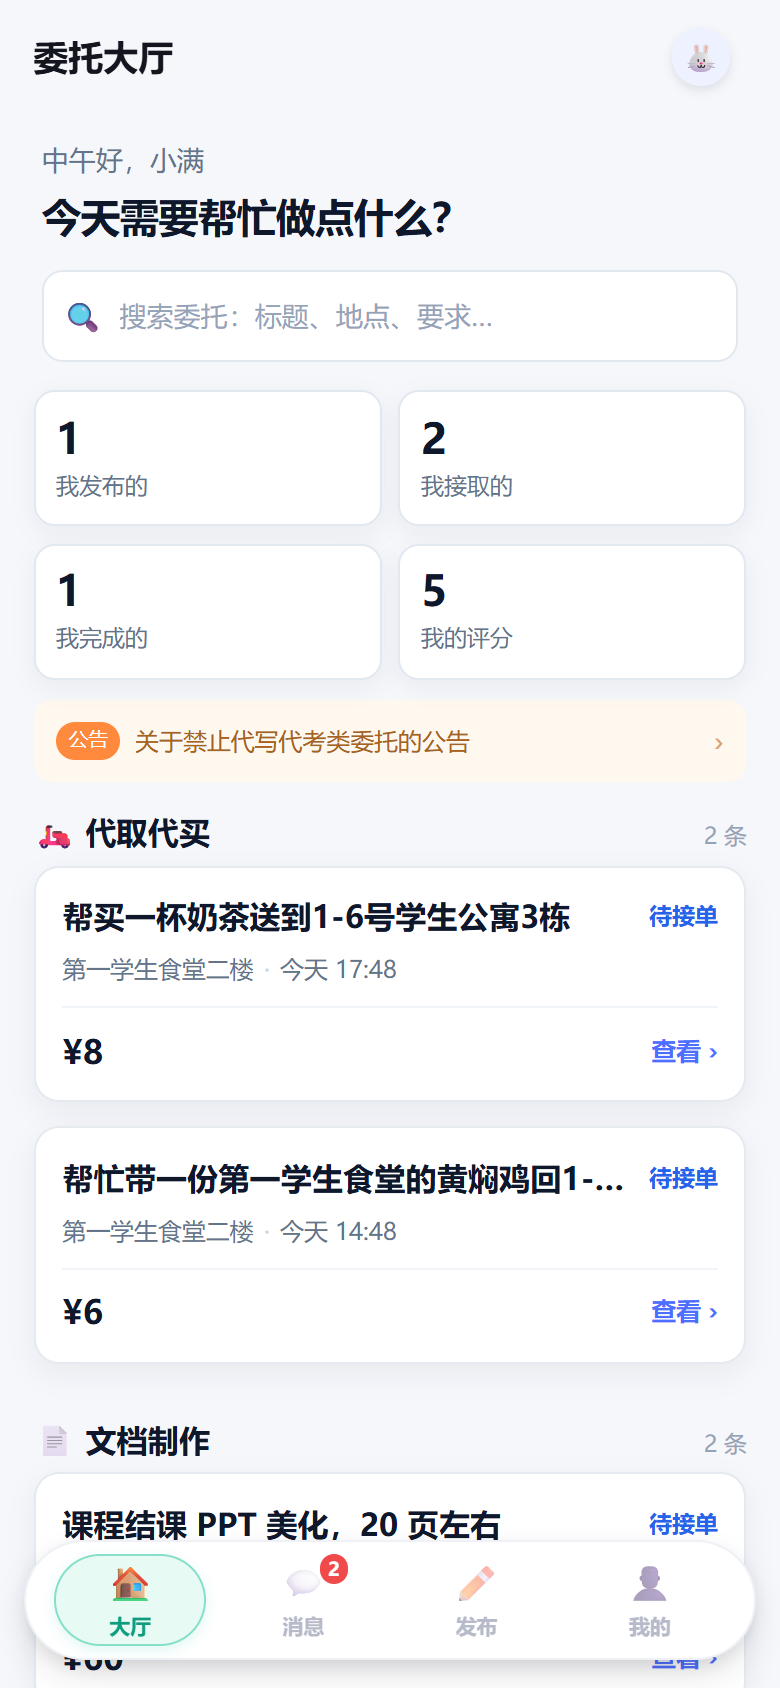 委托大厅
中午好，小满
今天需要帮忙做点什么？
搜索委托：标题、地点、要求...
1
我发布的
2
我接取的
1
我完成的
5
我的评分
公告 关于禁止代写代考类委托的公告 ›
代取代买 2 条
帮买一杯奶茶送到1-6号学生公寓3栋 待接单
第一学生食堂二楼 · 今天 17:48
¥8 查看 ›
帮忙带一份第一学生食堂的黄焖鸡回1-... 待接单
第一学生食堂二楼 · 今天 14:48
¥6 查看 ›
文档制作 2 条
课程结课 PPT 美化，20 页左右 待接单
2
大厅 消息 发布 我的
查看 ›